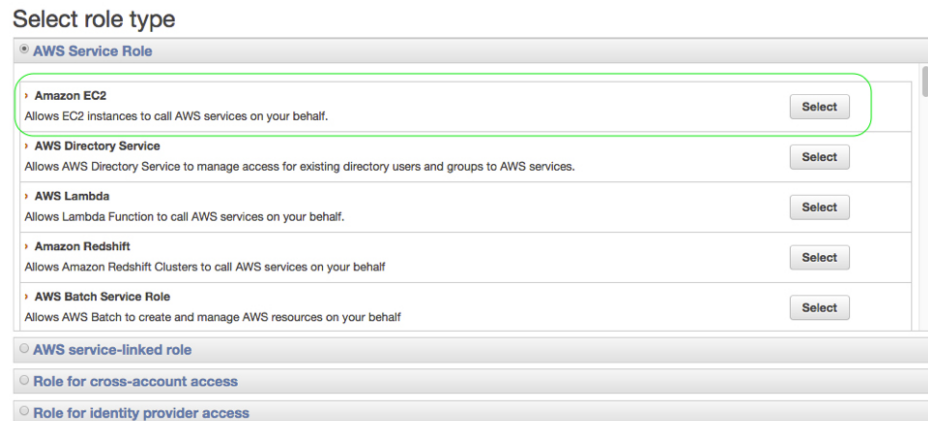 Select role type
AWS Service Role
Amazon EC2
Select
Allows EC2 instances to call AWS services on your behalf.
AWS Directory Service
Select
Allows AWS Directory Service to manage access for existing directory users and groups to AWS services.
AWS Lambda
Select
Allows Lambda Function to call AWS services on your behalf.
Amazon Redshift
Select
Allows Amazon Redshift Clusters to call AWS services on your behalf
AWS Batch Service Role
Select
Allows AWS Batch to create and manage AWS resources on your behalf
AWS service-linked role
Role for cross-account access
Role for identity provider access